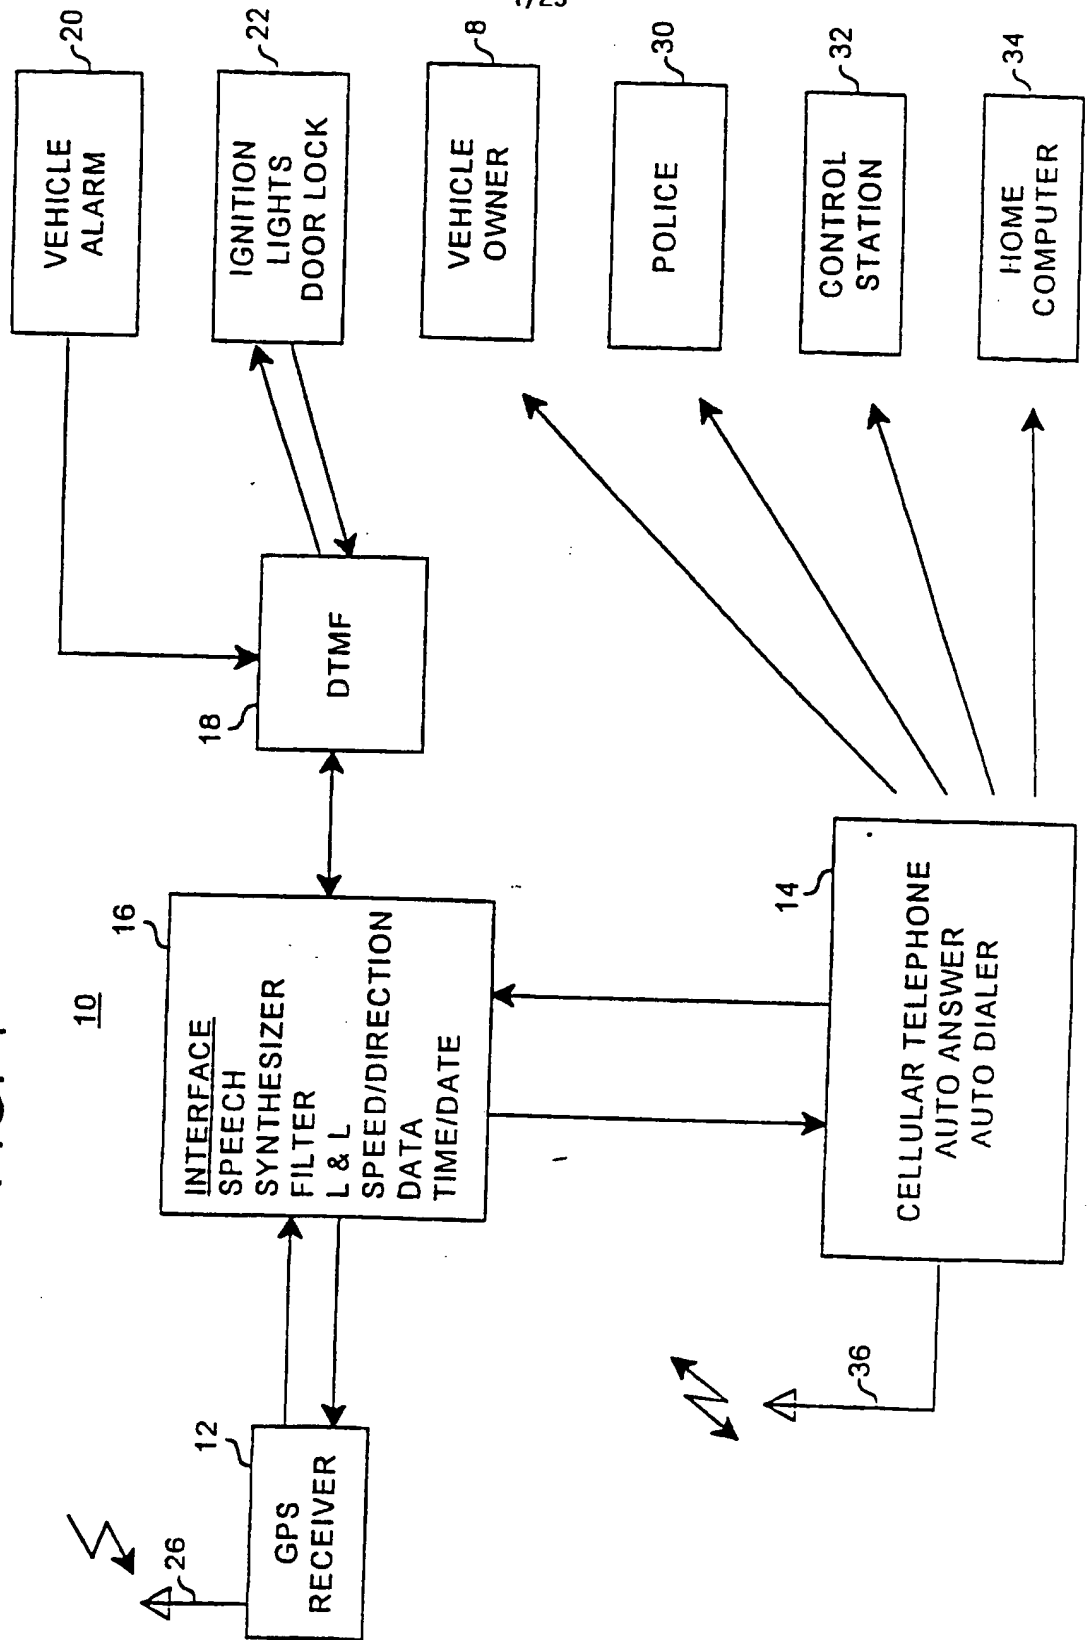 10
26
12
GPS
RECEIVER
16
INTERFACE
SPEECH
SYNTHESIZER
FILTER
L & L
SPEED/DIRECTION
DATA
TIME/DATE
18
DTMF
20
VEHICLE
ALARM
22
IGNITION
LIGHTS
DOOR LOCK
8
VEHICLE
OWNER
30
POLICE
32
CONTROL
STATION
34
HOME
COMPUTER
36
14
CELLULAR TELEPHONE
AUTO ANSWER
AUTO DIALER